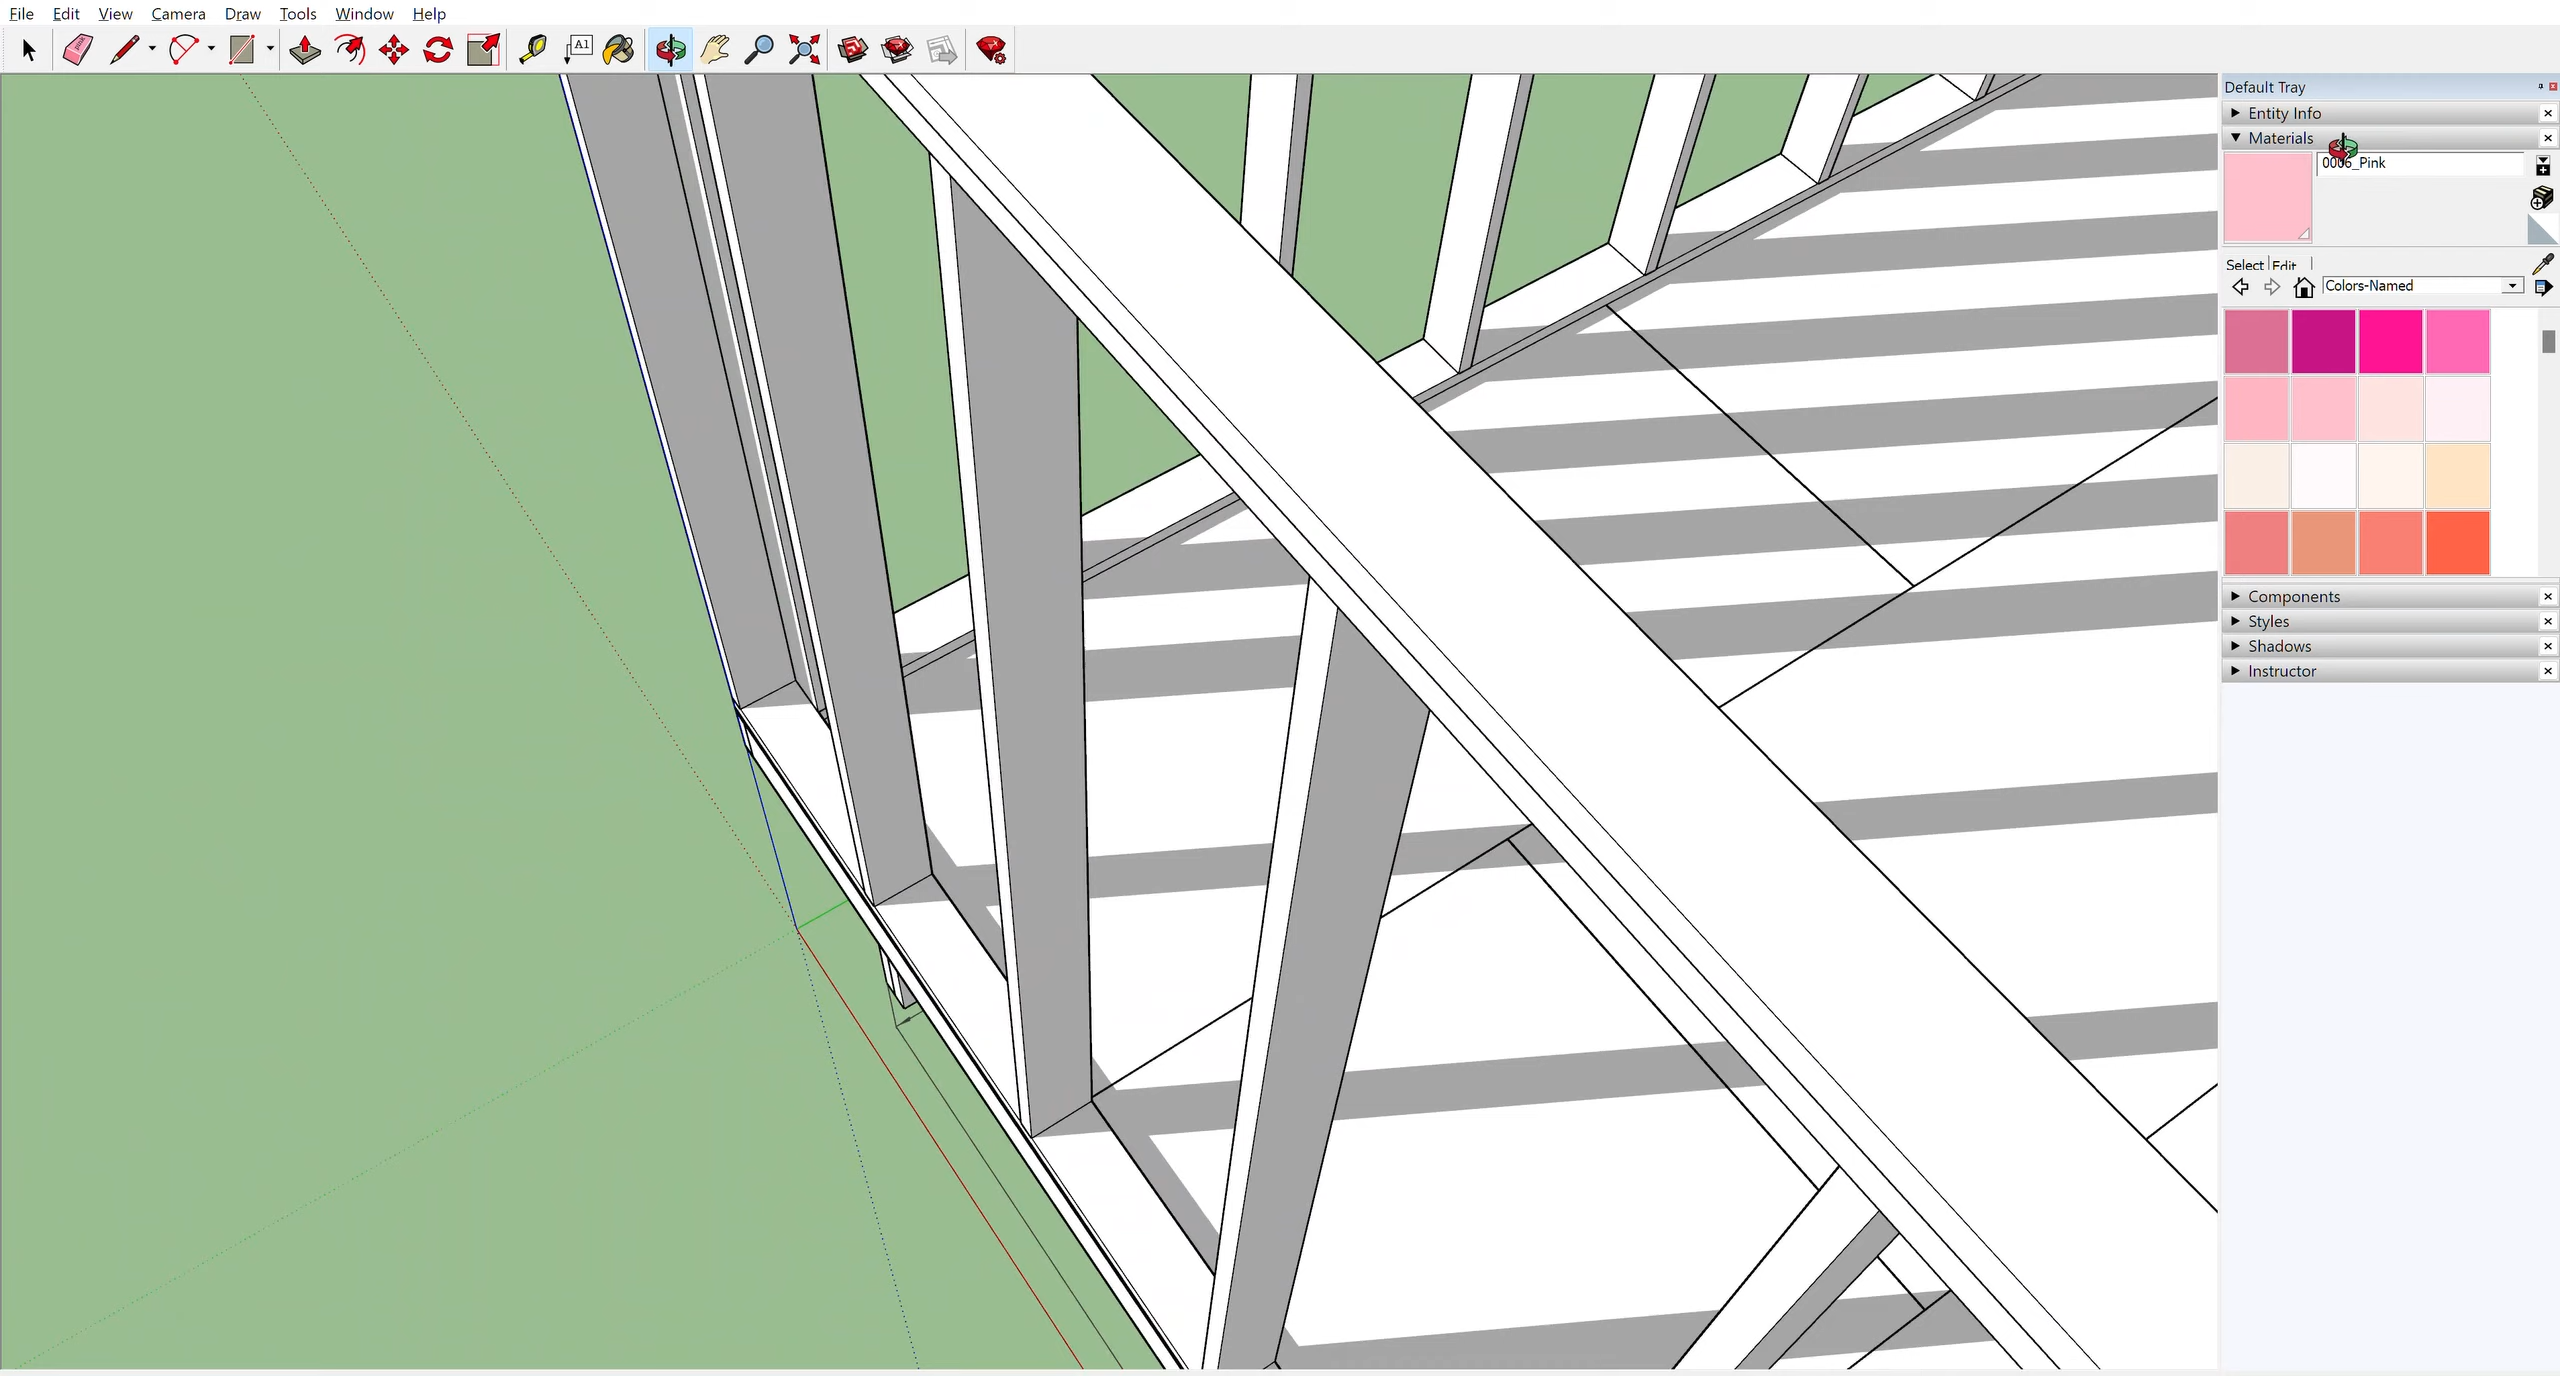 File Edit View Camera Draw Tools Window Help
A1
Default Tray
Entity Info
Materials
0006_Pink
Select Edit
Colors-Named
Components
Styles
Shadows
Instructor